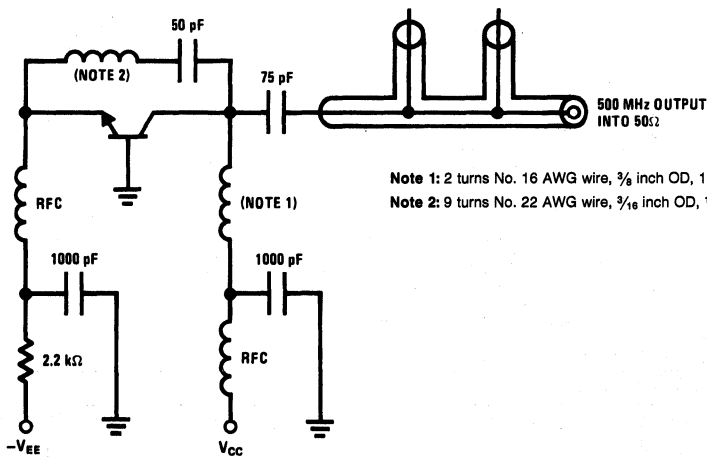 50 pF
(NOTE 2)
75 pF
500 MHz OUTPUT
INTO 50Ω
Note 1: 2 turns No. 16 AWG wire, 3/8 inch OD, 1
Note 2: 9 turns No. 22 AWG wire, 3/16 inch OD,
RFC
(NOTE 1)
1000 pF
1000 pF
2.2 kΩ
RFC
–VEE
VCC